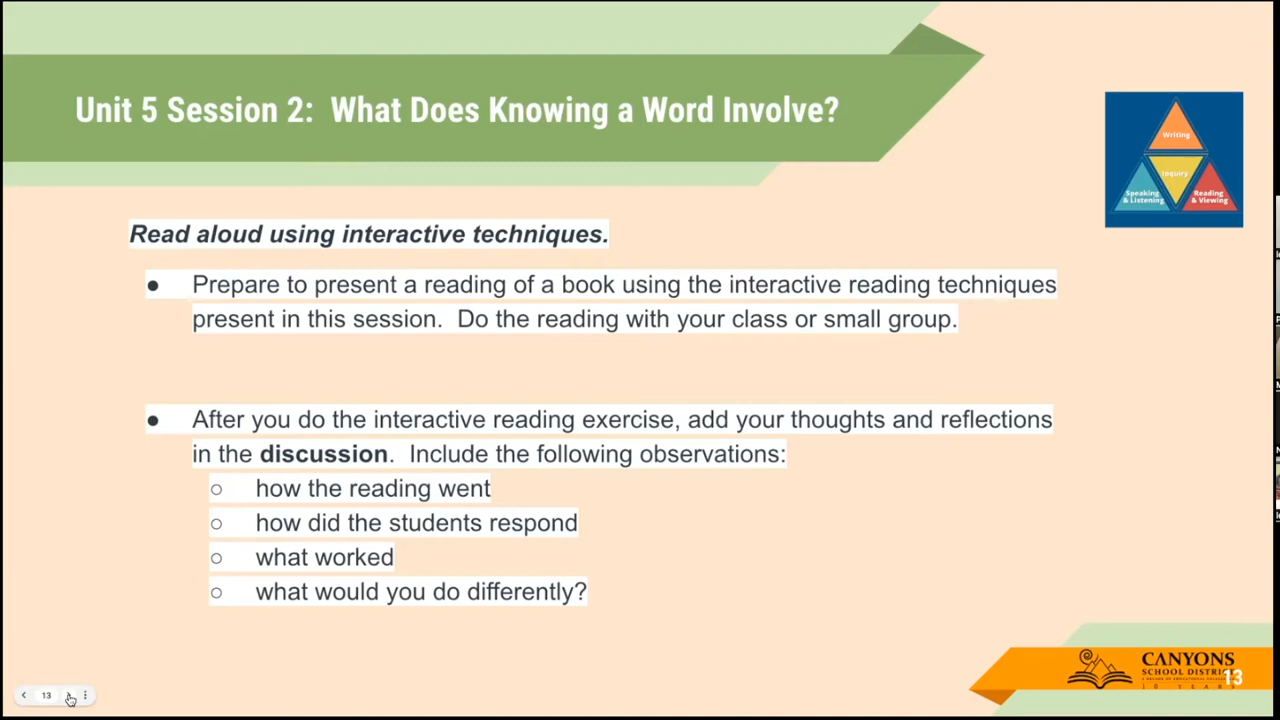 Unit 5 Session 2: What Does Knowing a Word Involve?
Writing
Inquiry
Speaking
& Listening
Reading
& Viewing
Read aloud using interactive techniques.
● Prepare to present a reading of a book using the interactive reading techniques
present in this session. Do the reading with your class or small group.
● After you do the interactive reading exercise, add your thoughts and reflections
in the discussion. Include the following observations:
○ how the reading went
○ how did the students respond
○ what worked
○ what would you do differently?
CANYONS
SCHOOL
13
13